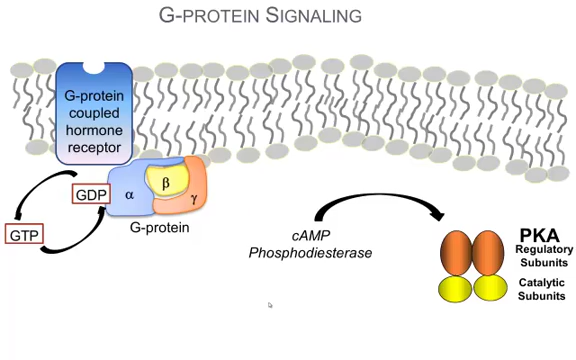 G-PROTEIN SIGNALING
G-protein
coupled
hormone
receptor
GDP
α
β
γ
GTP
G-protein
cAMP
Phosphodiesterase
PKA
Regulatory
Subunits
Catalytic
Subunits